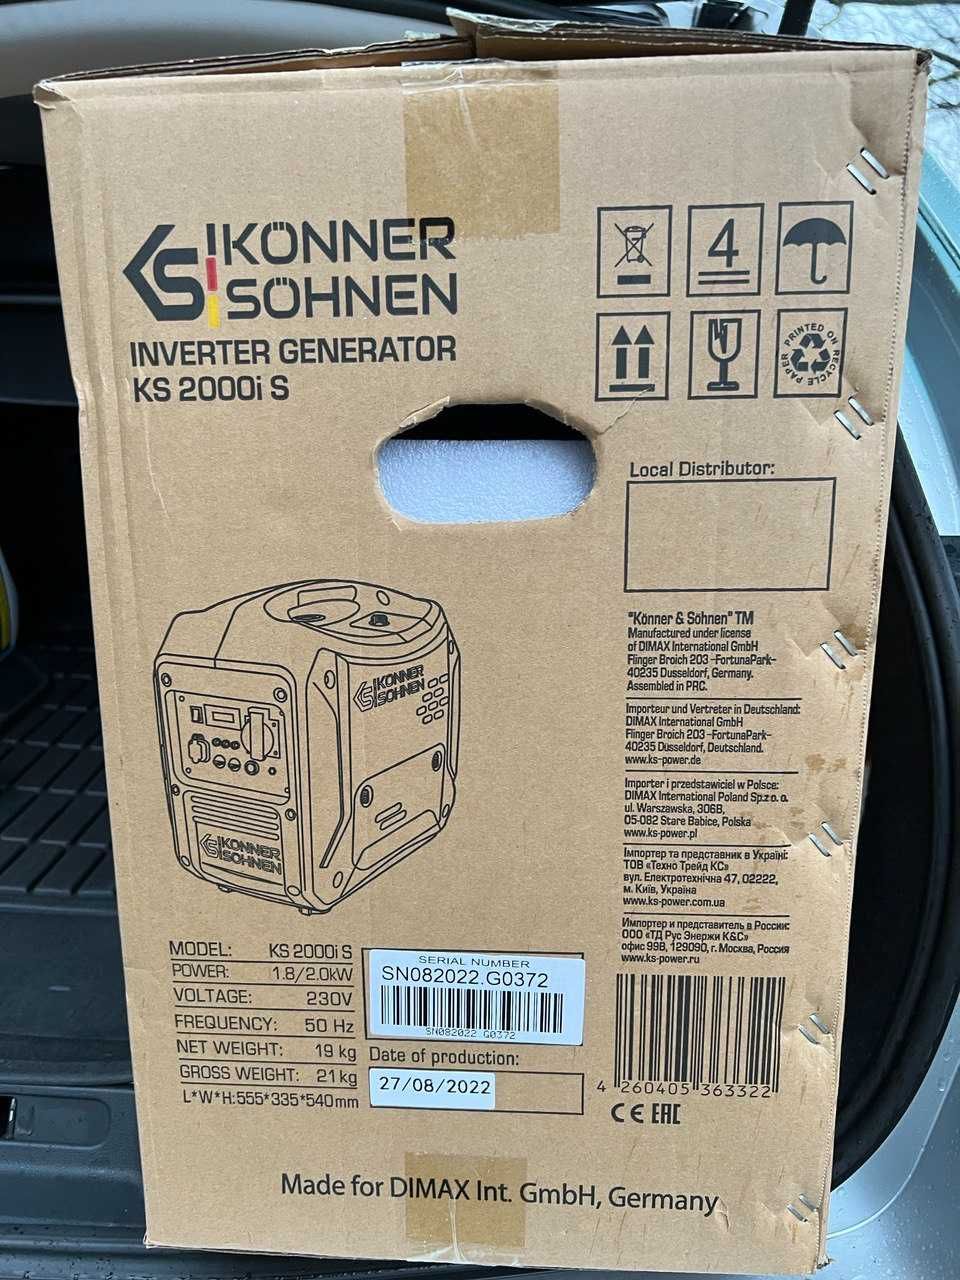 KS
KÖNNER
SÖHNEN
INVERTER GENERATOR
KS 2000i S
4
PRINTED ON RECYCLE PAPER
Local Distributor:
"Könner & Söhnen" TM
Manufactured under license
of DIMAX International GmbH
Flinger Broich 203 -FortunaPark-
40235 Dusseldorf, Germany.
Assembled in PRC.
Importeur und Vertreter in Deutschland:
DIMAX International GmbH
Flinger Broich 203 -FortunaPark-
40235 Düsseldorf, Deutschland.
www.ks-power.de
Importer i przedstawiciel w Polsce:
DIMAX International Poland Sp.z o. o.
ul. Warszawska, 306B,
05-082 Stare Babice, Polska
www.ks-power.pl
Імпортер та представник в Україні:
ТОВ «Техно Трейд КС»
вул. Електротехнічна 47, 02222,
м. Київ, Україна
www.ks-power.com.ua
Импортер и представитель в России:
ООО «ТД Рус Энержи К&С»
офис 99В, 129090, г. Москва, Россия
www.ks-power.ru
KS KÖNNER
SÖHNEN
KS KÖNNER
SÖHNEN
MODEL: KS 2000i S
POWER: 1.8/2.0kW
VOLTAGE: 230V
FREQUENCY: 50 Hz
NET WEIGHT: 19 kg
GROSS WEIGHT: 21 kg
L*W*H:555*335*540mm
SERIAL NUMBER
SN082022.G0372
SN082022 G0372
Date of production:
27/08/2022
4 260405 363322
CE EAC
Made for DIMAX Int. GmbH, Germany